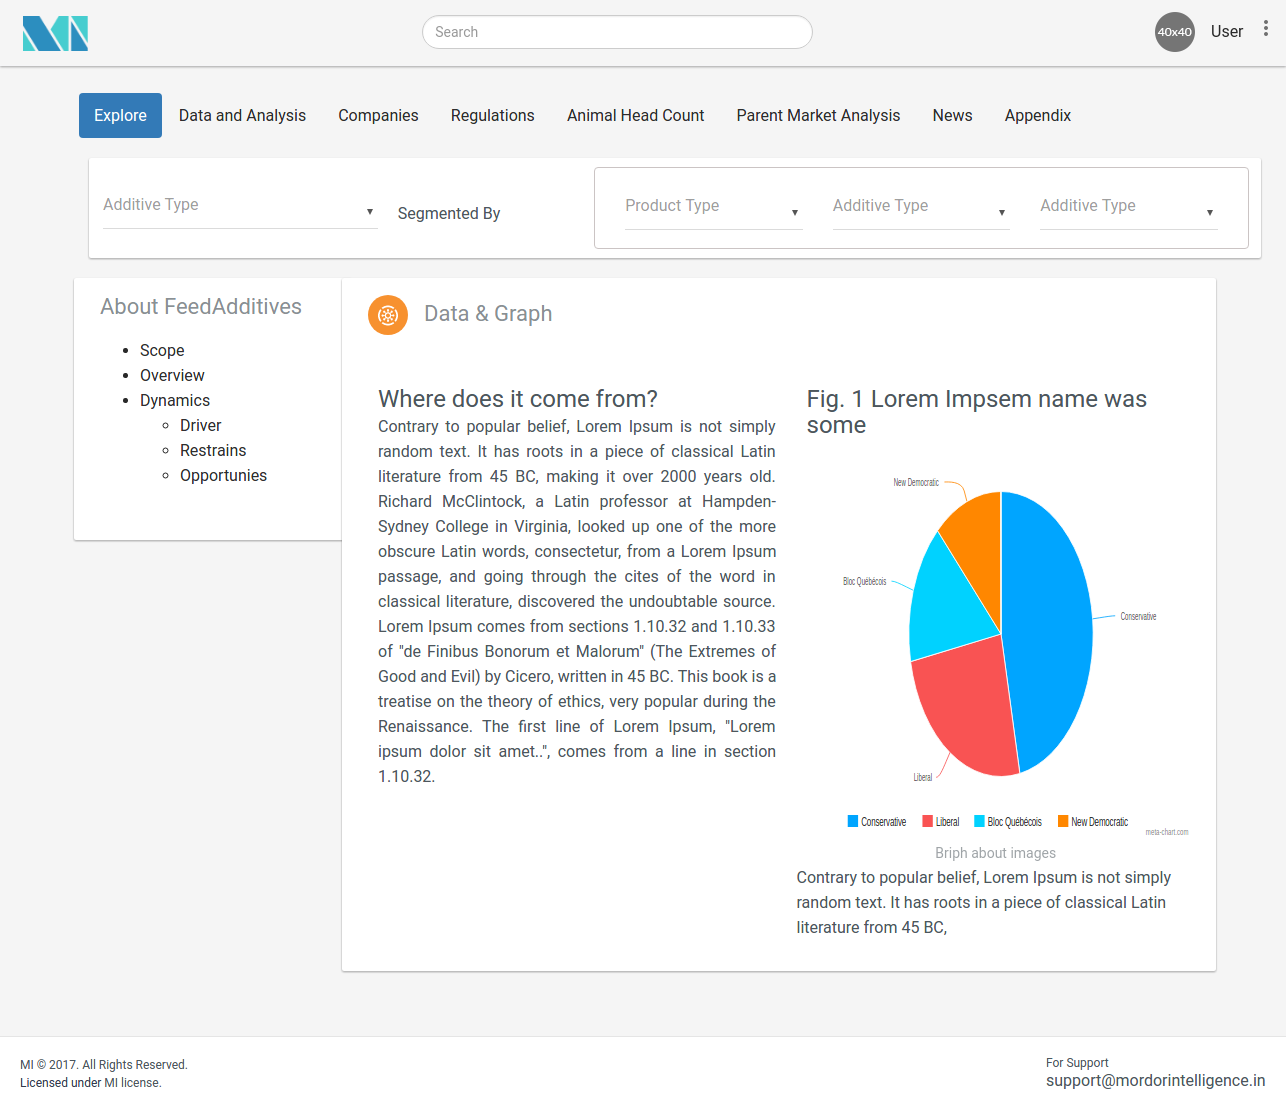 MN
Search
40x40
User
Explore
Data and Analysis
Companies
Regulations
Animal Head Count
Parent Market Analysis
News
Appendix
Additive Type
Segmented By
Product Type
Additive Type
Additive Type
About FeedAdditives
Scope
Overview
Dynamics
Driver
Restrains
Opportunies
Data & Graph
Where does it come from?
Contrary to popular belief, Lorem Ipsum is not simply
random text. It has roots in a piece of classical Latin
literature from 45 BC, making it over 2000 years old.
Richard McClintock, a Latin professor at Hampden-
Sydney College in Virginia, looked up one of the more
obscure Latin words, consectetur, from a Lorem Ipsum
passage, and going through the cites of the word in
classical literature, discovered the undoubtable source.
Lorem Ipsum comes from sections 1.10.32 and 1.10.33
of "de Finibus Bonorum et Malorum" (The Extremes of
Good and Evil) by Cicero, written in 45 BC. This book is a
treatise on the theory of ethics, very popular during the
Renaissance. The first line of Lorem Ipsum, "Lorem
ipsum dolor sit amet..", comes from a line in section
1.10.32.
Fig. 1 Lorem Impsem name was
some
New Democratic
Bloc Québécois
Conservative
Liberal
Conservative
Liberal
Bloc Québécois
New Democratic
meta-chart.com
Briph about images
Contrary to popular belief, Lorem Ipsum is not simply
random text. It has roots in a piece of classical Latin
literature from 45 BC,
MI © 2017. All Rights Reserved.
Licensed under MI license.
For Support
support@mordorintelligence.in